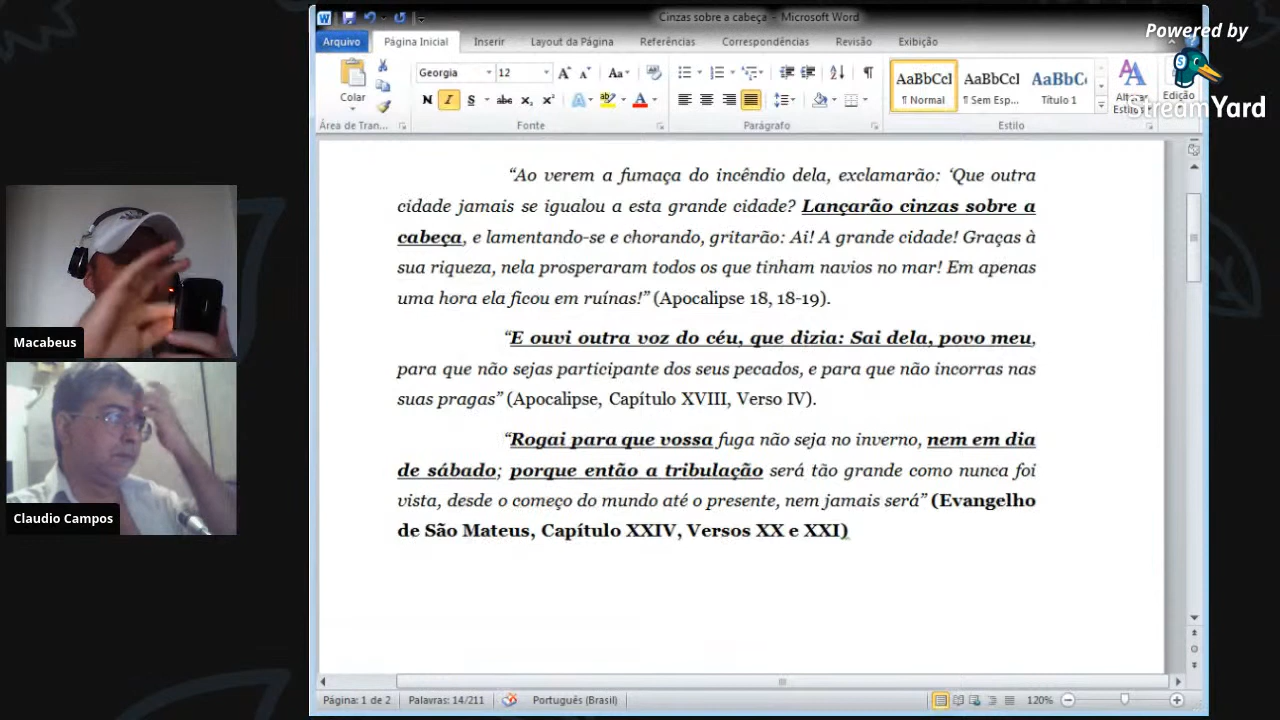 Cinzas sobre a cabeça - Microsoft Word
Powered by
StreamYard
Arquivo Página Inicial Inserir Layout da Página Referências Correspondências Revisão Exibição
Colar
Georgia 12 Aa
N I S abc x, x² A ab A
AaBbCcI AaBbCcI AaBbCc
¶ Normal ¶ Sem Esp... Título 1
Alterar Estilos
Edição
Área de Tran... Fonte Parágrafo Estilo
“Ao verem a fumaça do incêndio dela, exclamarão: ‘Que outra
cidade jamais se igualou a esta grande cidade? Lançarão cinzas sobre a
cabeça, e lamentando-se e chorando, gritarão: Ai! A grande cidade! Graças à
sua riqueza, nela prosperaram todos os que tinham navios no mar! Em apenas
uma hora ela ficou em ruínas!” (Apocalipse 18, 18-19).
“E ouvi outra voz do céu, que dizia: Sai dela, povo meu,
para que não sejas participante dos seus pecados, e para que não incorras nas
suas pragas” (Apocalipse, Capítulo XVIII, Verso IV).
“Rogai para que vossa fuga não seja no inverno, nem em dia
de sábado; porque então a tribulação será tão grande como nunca foi
vista, desde o começo do mundo até o presente, nem jamais será” (Evangelho
de São Mateus, Capítulo XXIV, Versos XX e XXI)
Macabeus
Claudio Campos
Página: 1 de 2 Palavras: 14/211 Português (Brasil) 120%